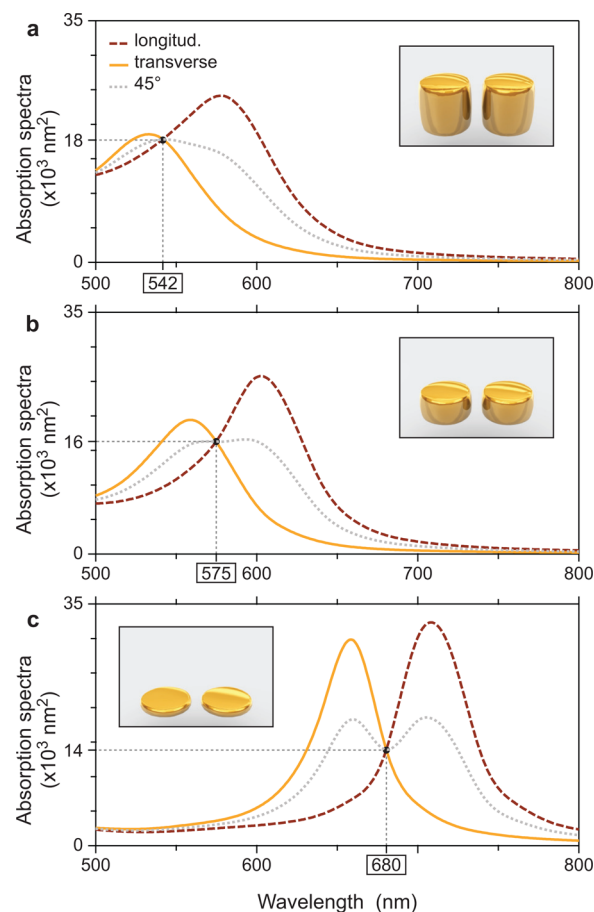 a
longitud.
transverse
45°
Absorption spectra
(x10³ nm²)
35
18
0
500
542
600
700
800
b
Absorption spectra
(x10³ nm²)
35
16
0
500
575
600
700
800
c
Absorption spectra
(x10³ nm²)
35
14
0
500
600
680
700
800
Wavelength (nm)